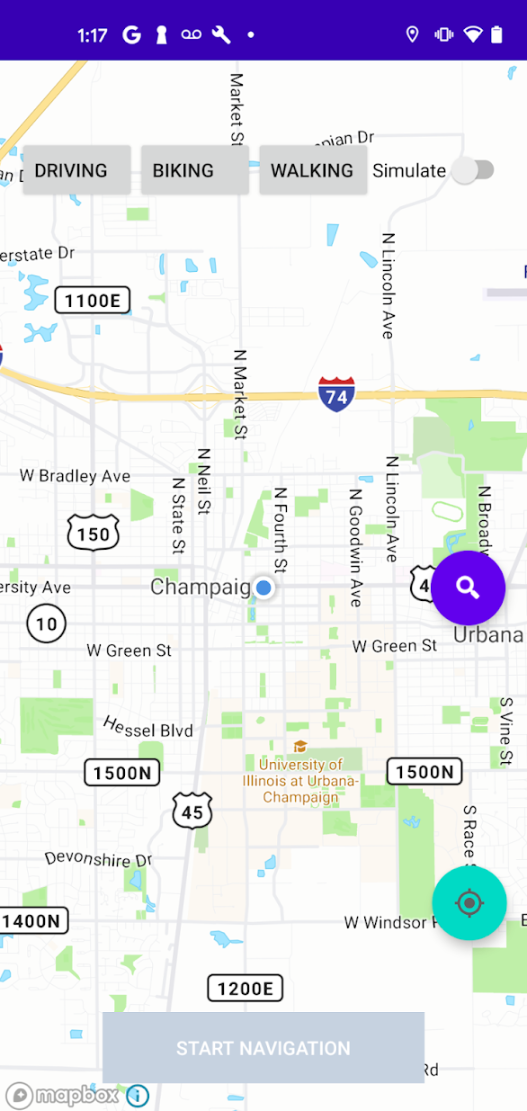 1:17
Market St
pian Dr
DRIVING
BIKING
WALKING
Simulate
erstate Dr
N Lincoln Ave
1100E
N Market St
74
W Bradley Ave
N Neil St
N State St
N Fourth St
N Goodwin Ave
N Lincoln Ave
N Broadw
150
ersity Ave
Champaig
4
10
W Green St
W Green St
Urbana
Hessel Blvd
S Vine St
University of
Illinois at Urbana-
Champaign
1500N
1500N
45
S Race
Devonshire Dr
1400N
W Windsor
1200E
START NAVIGATION
Rd
mapbox